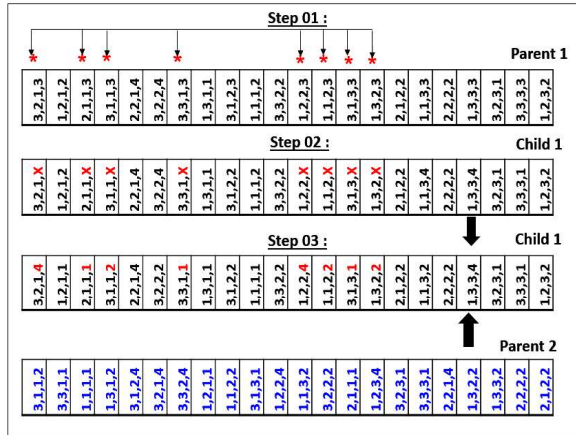 Step 01 :
* * * * * * * *
Parent 1
3,2,1,3 1,2,1,2 2,1,1,3 3,1,1,3 2,2,1,4 3,2,2,4 3,3,1,3 1,3,1,3 3,1,2,3 1,1,1,2 3,3,2,2 1,2,2,3 1,1,2,3 3,1,3,3 1,3,2,3 2,1,2,2 1,1,3,3 2,2,2,2 1,3,3,3 3,2,3,1 3,3,3,3 1,2,3,2
Step 02 :
Child 1
3,2,1,X 1,1,2,1 2,1,1,X 3,1,1,X 2,2,1,4 3,2,2,4 3,3,1,X 1,3,1,1 3,1,2,2 1,1,1,2 3,3,2,2 1,2,2,X 1,1,2,X 3,1,3,X 1,3,2,X 2,1,2,2 1,1,3,4 2,2,2,2 1,3,3,4 3,2,3,1 3,3,3,1 1,2,3,2
Step 03 :
Child 1
3,2,1,4 1,2,1,1 2,1,1,1 3,1,1,2 2,2,1,4 3,2,2,2 3,3,1,1 1,3,1,1 3,1,2,2 1,1,1,2 3,3,2,2 1,2,2,4 1,1,2,2 3,1,3,1 1,3,2,2 2,1,2,2 1,1,3,2 2,2,2,2 1,3,3,4 3,2,3,1 3,3,3,1 1,2,3,2
Parent 2
3,1,1,2 3,3,1,1 1,1,1,1 1,3,1,2 3,3,2,4 1,2,1,1 3,1,3,1 1,2,2,4 1,1,3,2 3,2,2,2 2,1,1,1 1,2,3,4 3,2,3,1 3,3,3,1 2,2,1,4 1,3,2,2 1,3,3,2 2,2,2,2 2,1,2,2